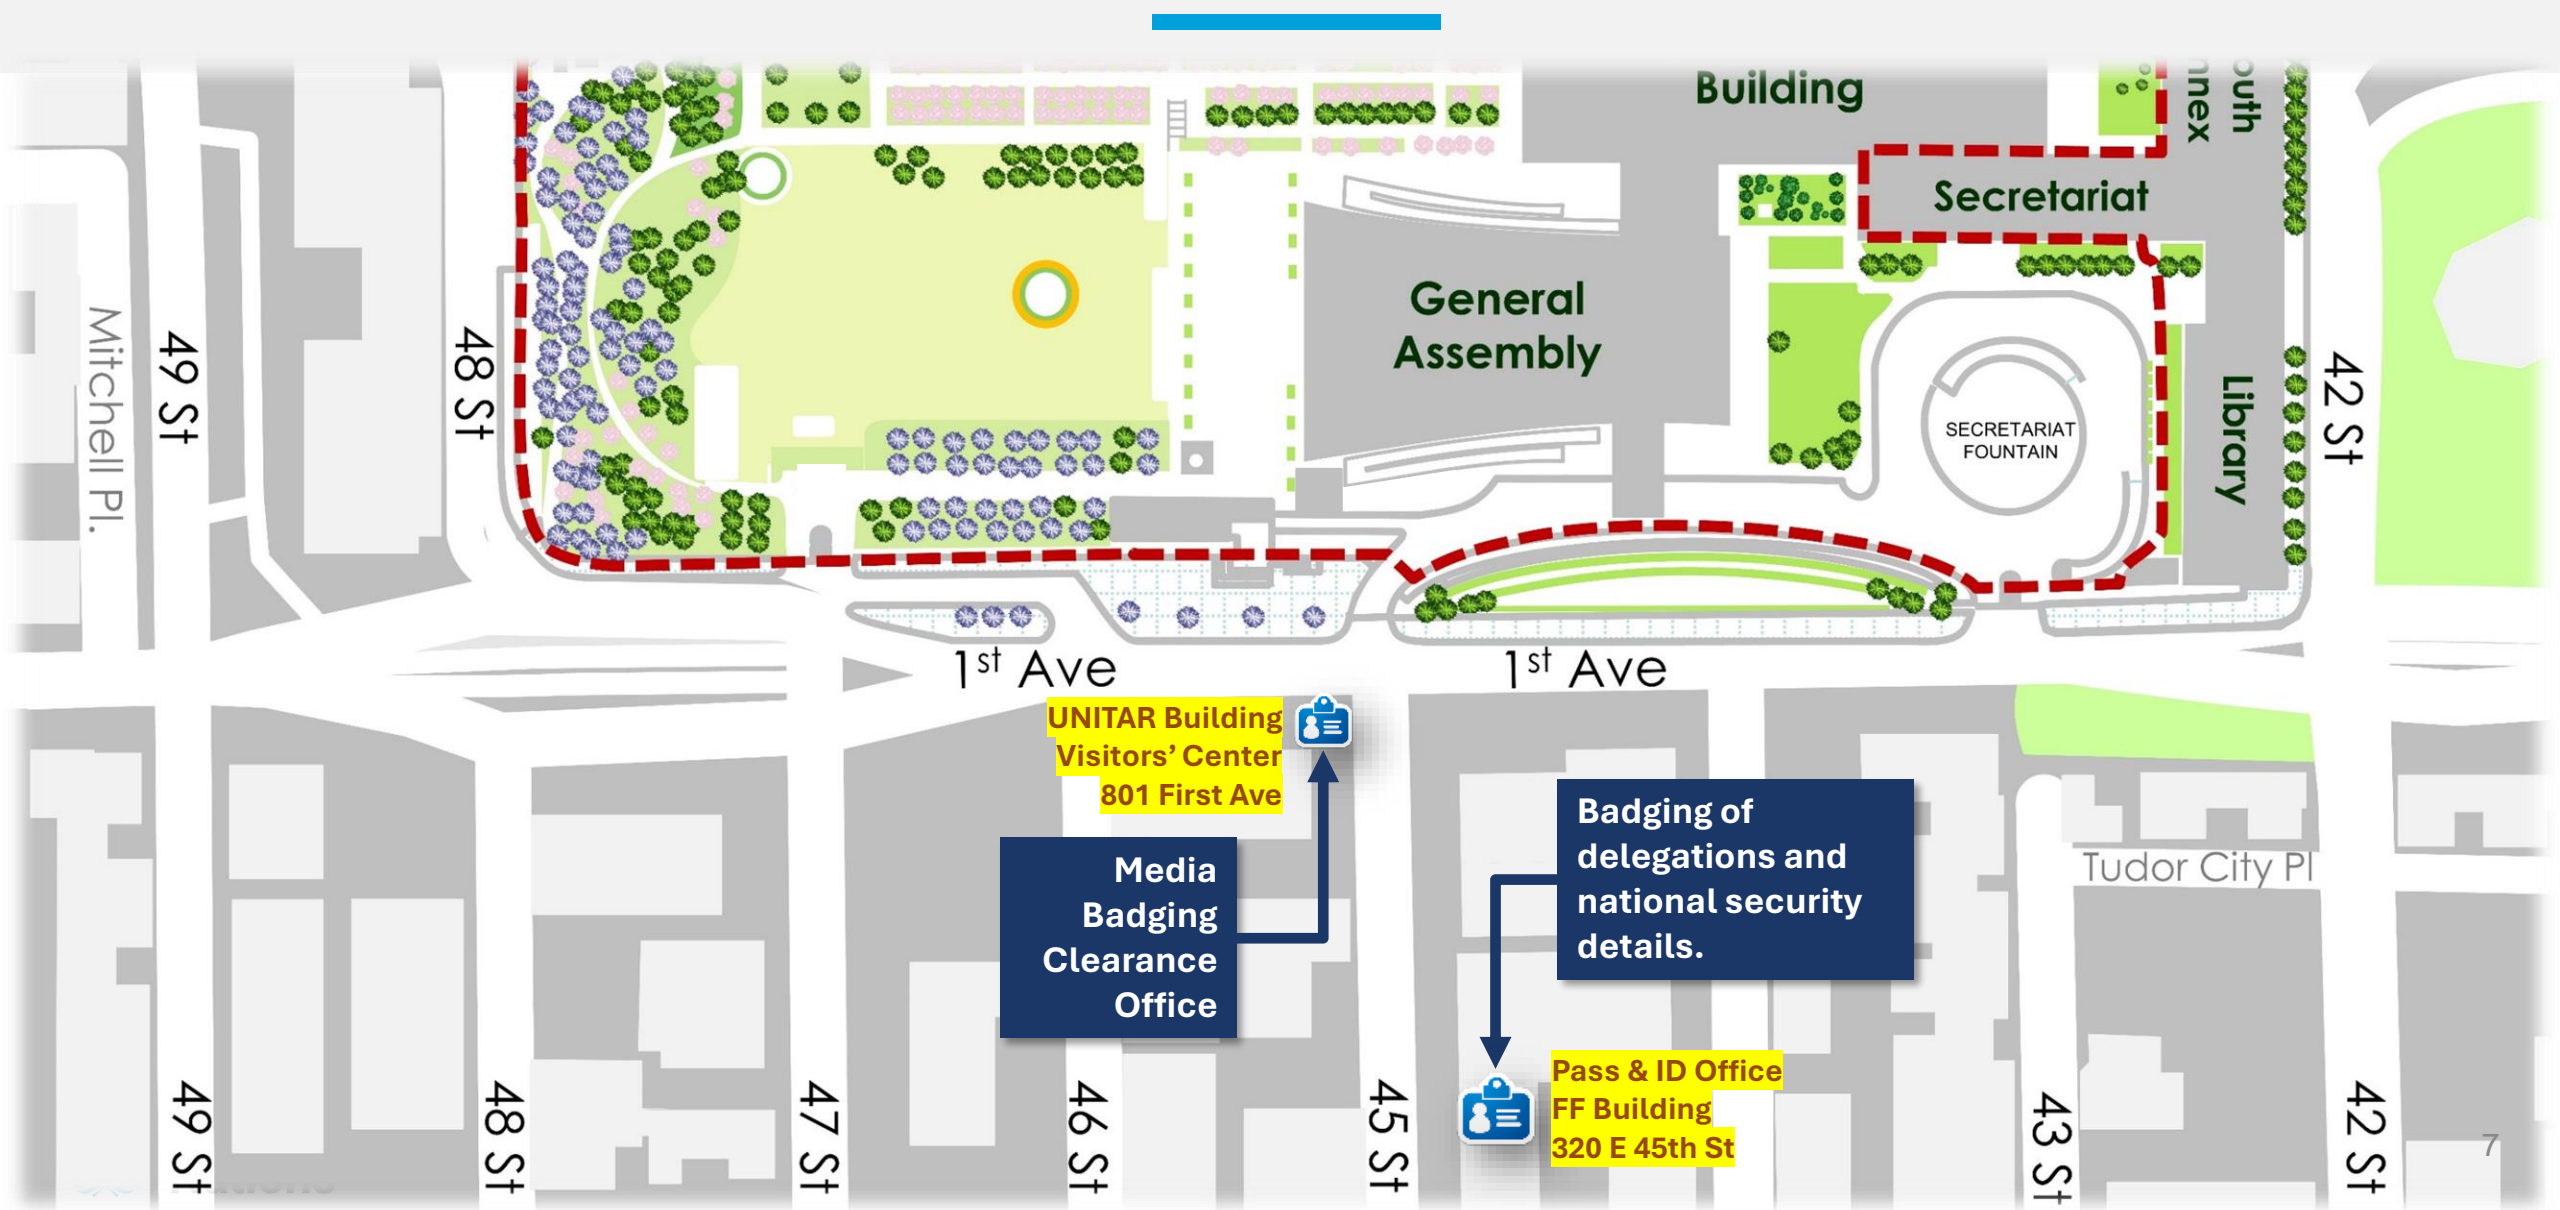 Building
nnex
outh
Secretariat
General
Assembly
SECRETARIAT
FOUNTAIN
Library
Mitchell Pl.
49 St
48 St
42 St
1st Ave
1st Ave
UNITAR Building
Visitors’ Center
801 First Ave
Media
Badging
Clearance
Office
Badging of
delegations and
national security
details.
Tudor City Pl
Pass & ID Office
FF Building
320 E 45th St
49 St
48 St
47 St
46 St
45 St
43 St
42 St
7